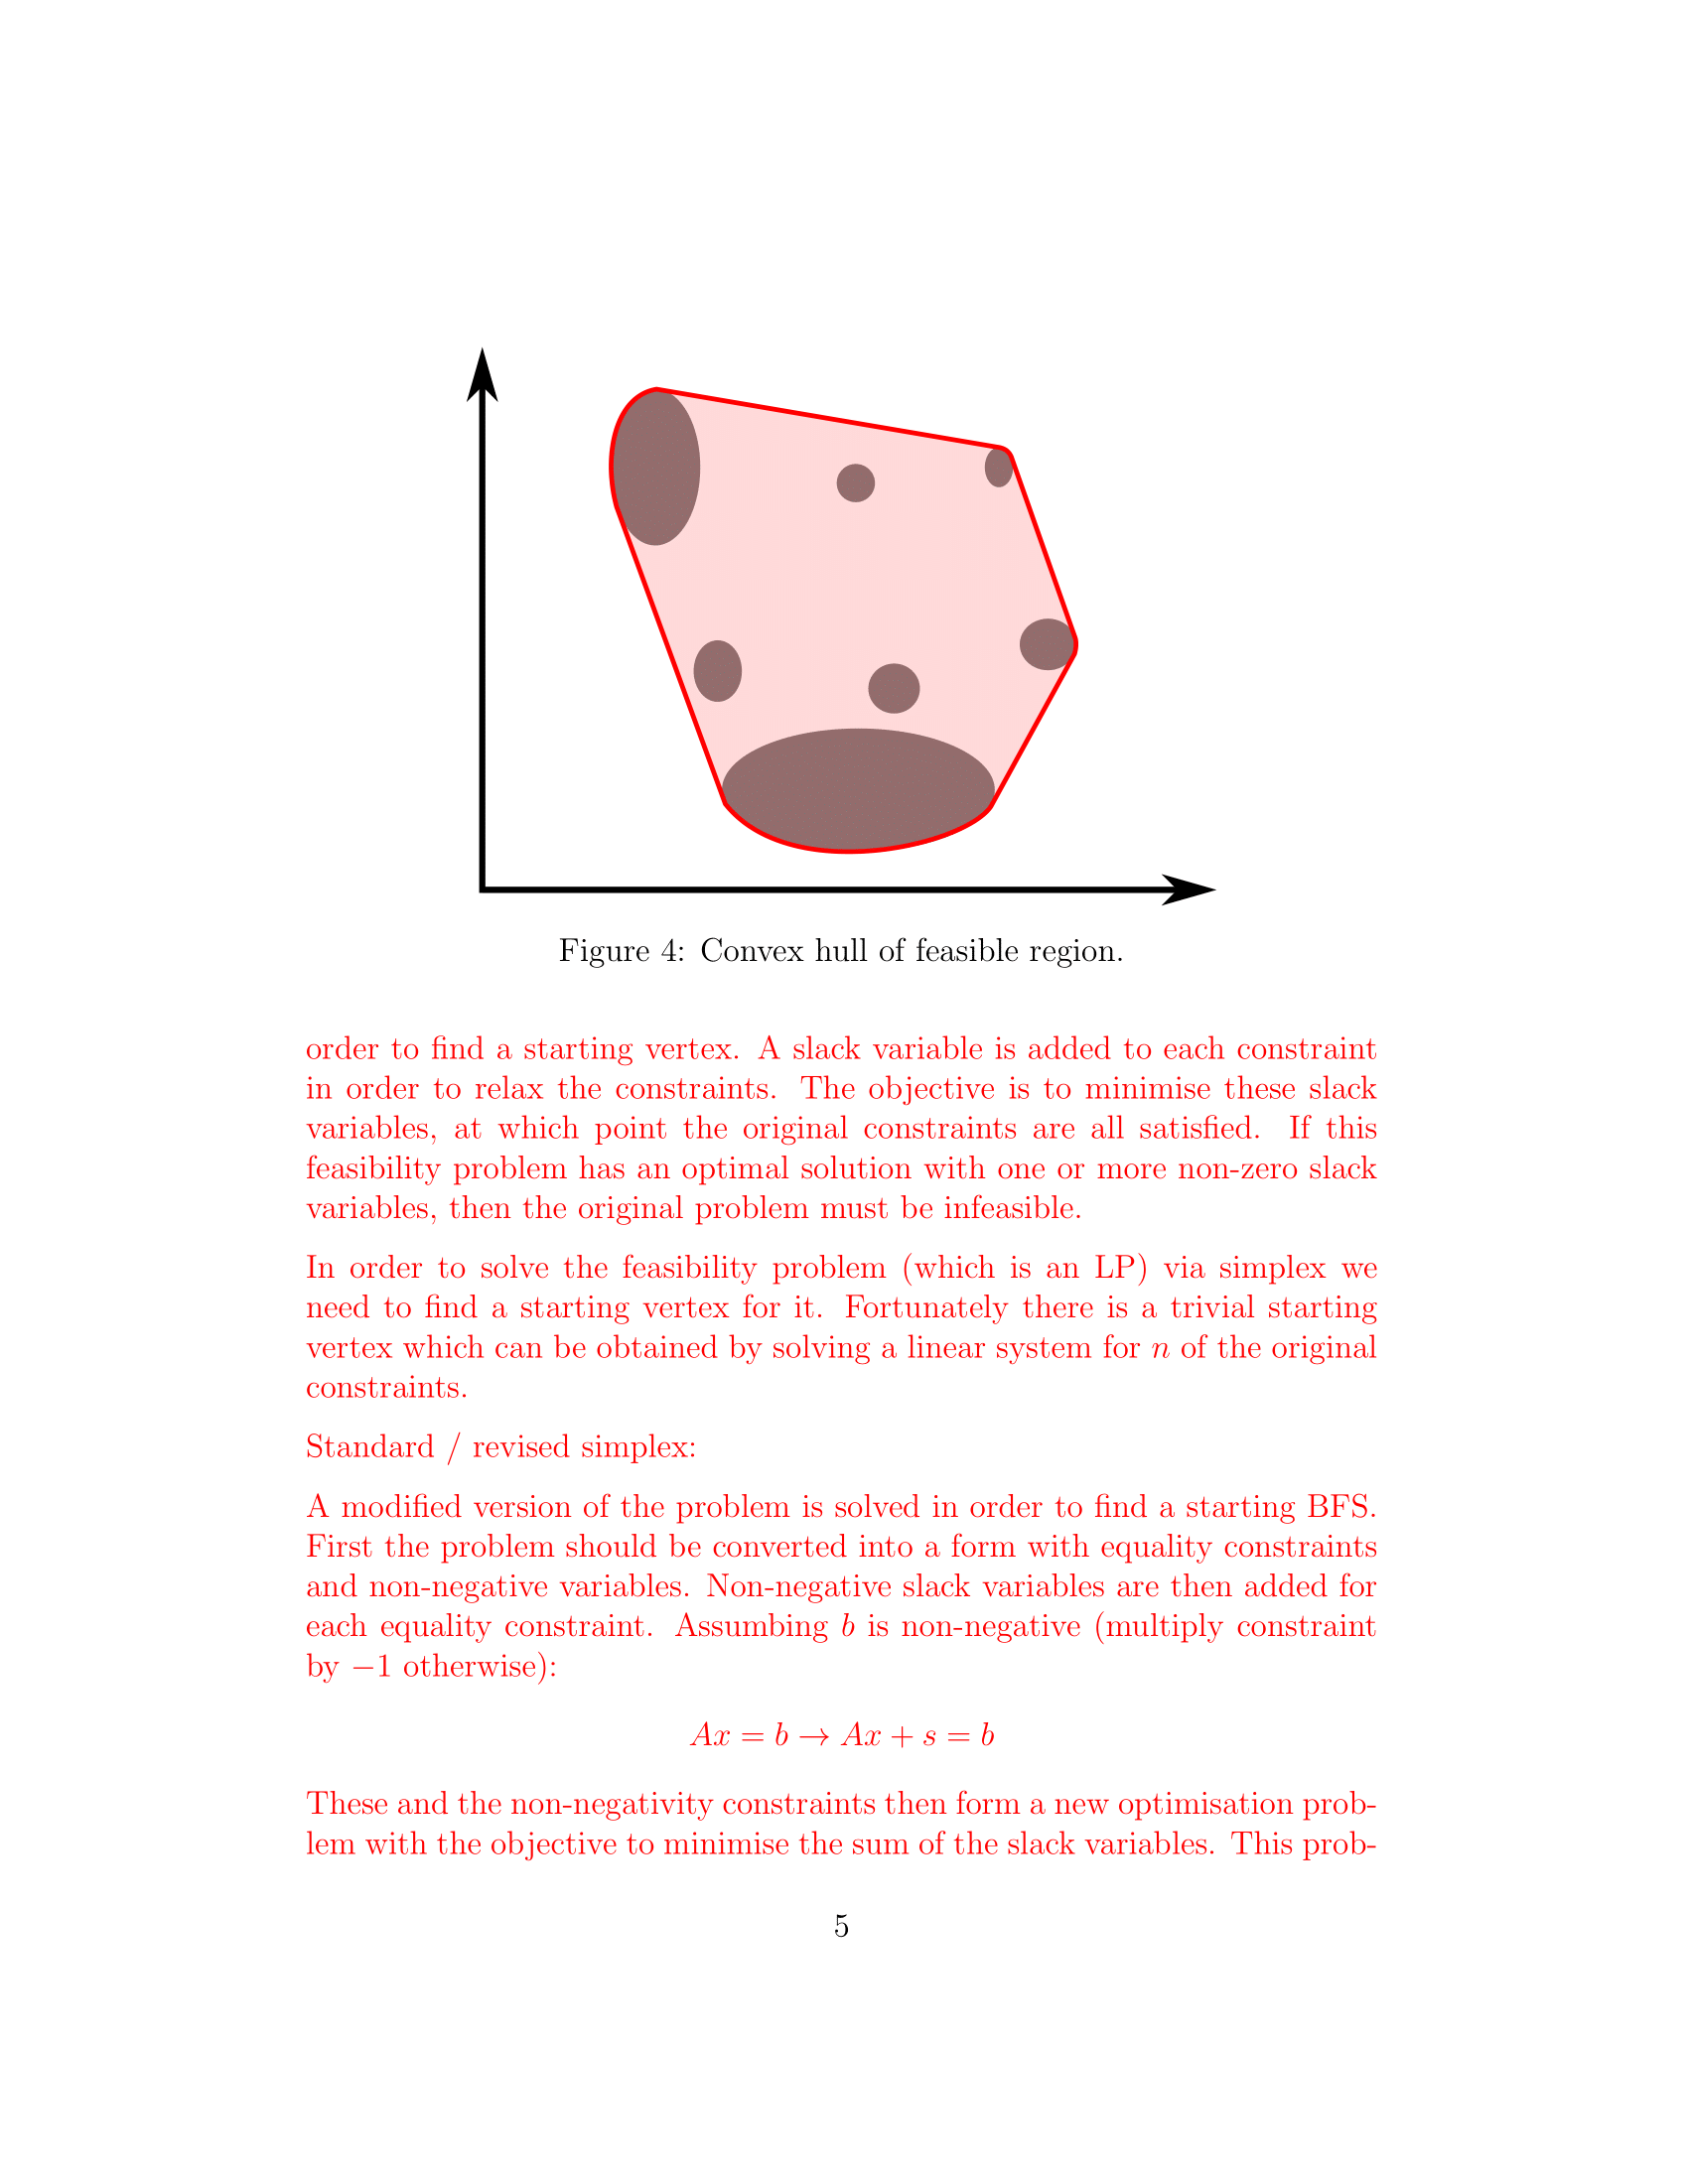 Figure 4: Convex hull of feasible region.
order to find a starting vertex. A slack variable is added to each constraint
in order to relax the constraints. The objective is to minimise these slack
variables, at which point the original constraints are all satisfied. If this
feasibility problem has an optimal solution with one or more non-zero slack
variables, then the original problem must be infeasible.
In order to solve the feasibility problem (which is an LP) via simplex we
need to find a starting vertex for it. Fortunately there is a trivial starting
vertex which can be obtained by solving a linear system for n of the original
constraints.
Standard / revised simplex:
A modified version of the problem is solved in order to find a starting BFS.
First the problem should be converted into a form with equality constraints
and non-negative variables. Non-negative slack variables are then added for
each equality constraint. Assumbing b is non-negative (multiply constraint
by −1 otherwise):
Ax = b → Ax + s = b
These and the non-negativity constraints then form a new optimisation prob-
lem with the objective to minimise the sum of the slack variables. This prob-
5